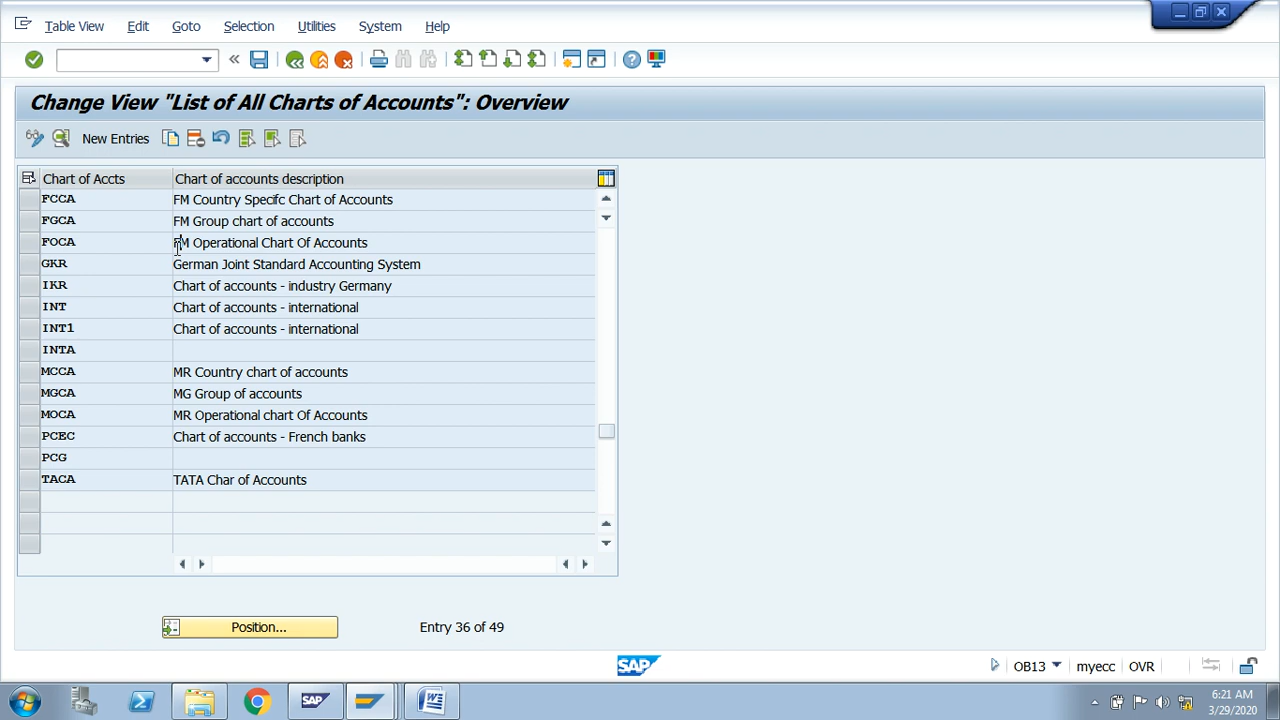 Table View Edit Goto Selection Utilities System Help
Change View "List of All Charts of Accounts": Overview
New Entries
Chart of Accts Chart of accounts description
FCCA FM Country Specifc Chart of Accounts
FGCA FM Group chart of accounts
FOCA FM Operational Chart Of Accounts
GKR German Joint Standard Accounting System
IKR Chart of accounts - industry Germany
INT Chart of accounts - international
INT1 Chart of accounts - international
INTA
MCCA MR Country chart of accounts
MGCA MG Group of accounts
MOCA MR Operational chart Of Accounts
PCEC Chart of accounts - French banks
PCG
TACA TATA Char of Accounts
Position... Entry 36 of 49
SAP OB13 myecc OVR
SAP
6:21 AM
3/29/2020